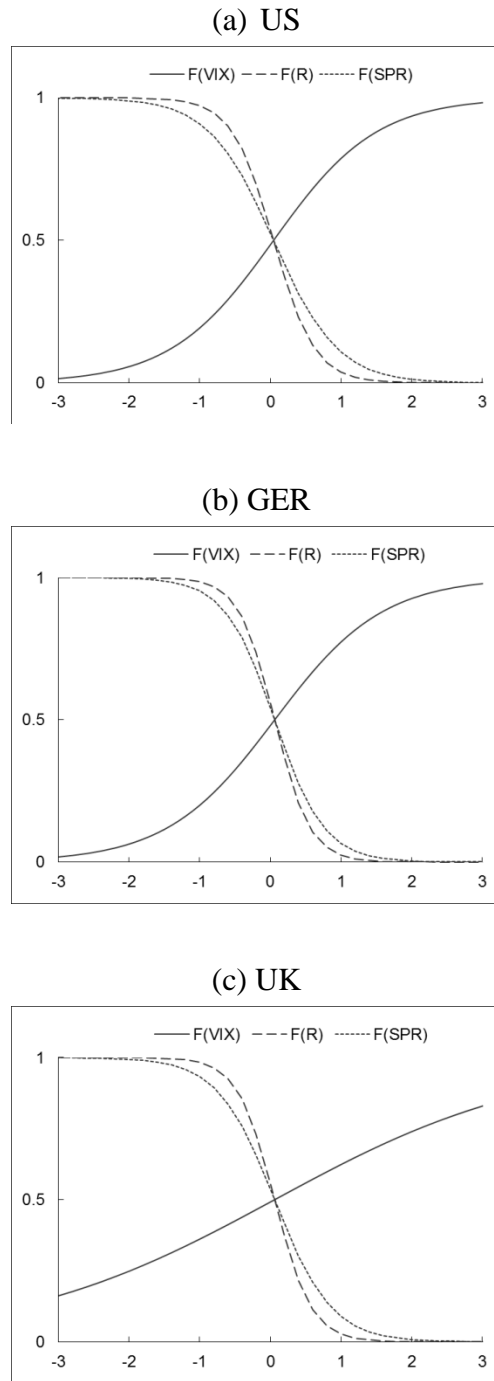 (a) US
F(VIX) F(R) F(SPR)
1
0.5
0
-3 -2 -1 0 1 2 3
(b) GER
F(VIX) F(R) F(SPR)
1
0.5
0
-3 -2 -1 0 1 2 3
(c) UK
F(VIX) F(R) F(SPR)
1
0.5
0
-3 -2 -1 0 1 2 3